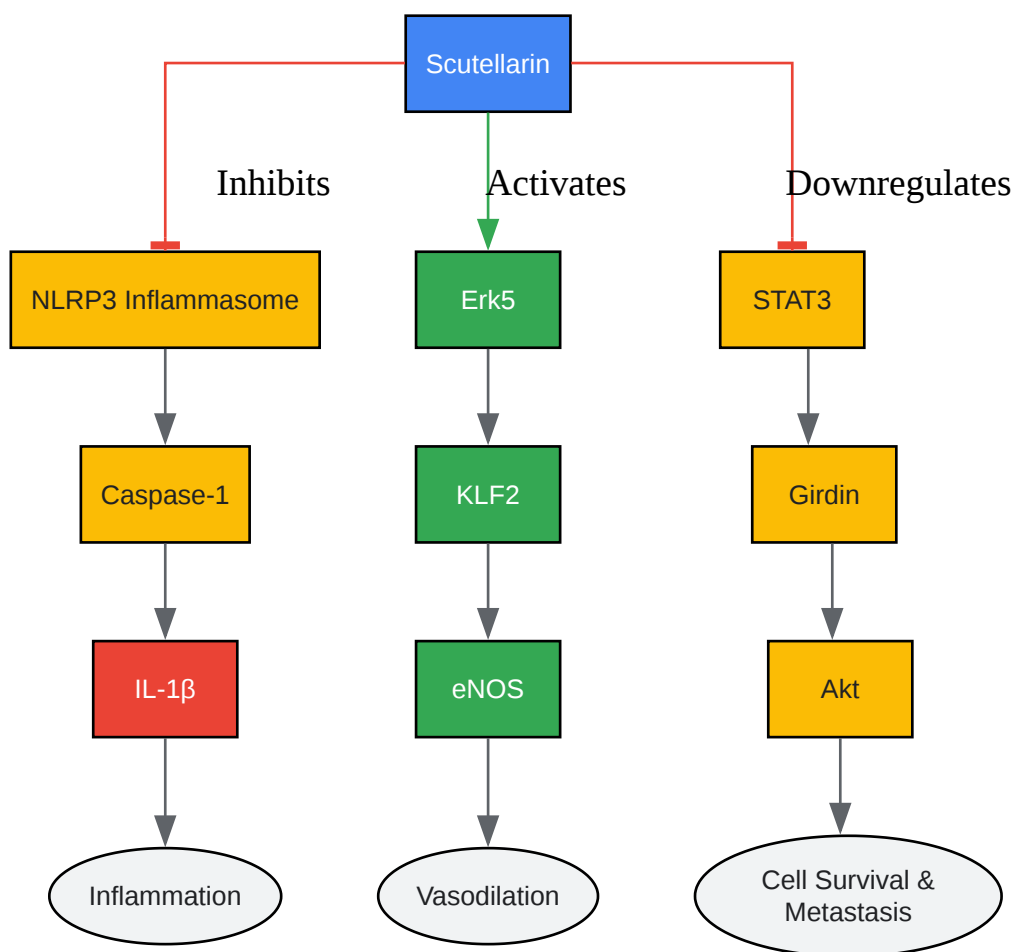 Scutellarin
Inhibits
Activates
Downregulates
NLRP3 Inflammasome
Erk5
STAT3
Caspase-1
KLF2
Girdin
IL-1β
eNOS
Akt
Inflammation
Vasodilation
Cell Survival &
Metastasis